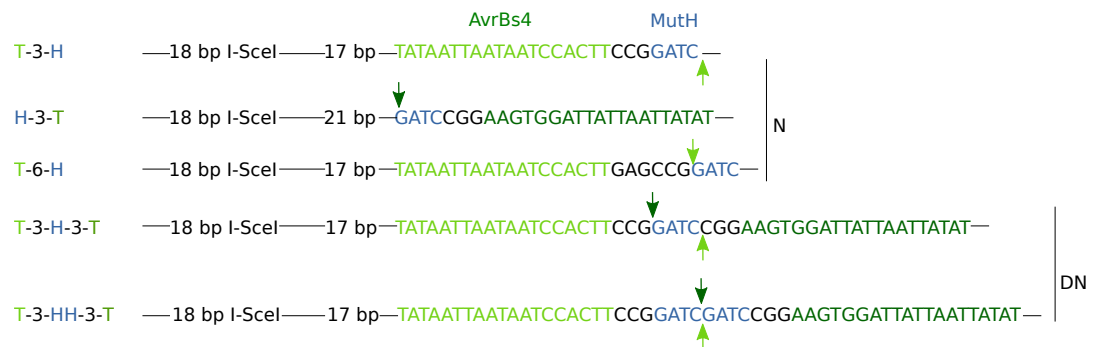 AvrBs4 MutH
T-3-H 18 bp I-SceI 17 bp TATAATTAATAATCCACTTCCGGATC
H-3-T 18 bp I-SceI 21 bp GATCCCGGAAGTGGATTATTAATTATAT
N
T-6-H 18 bp I-SceI 17 bp TATAATTAATAATCCACTTGAGCCGGATC
T-3-H-3-T 18 bp I-SceI 17 bp TATAATTAATAATCCACTTCCGGATCCGGAAGTGGATTATTAATTATAT
DN
T-3-HH-3-T 18 bp I-SceI 17 bp TATAATTAATAATCCACTTCCGGATCGATCCCGGAAGTGGATTATTAATTATAT